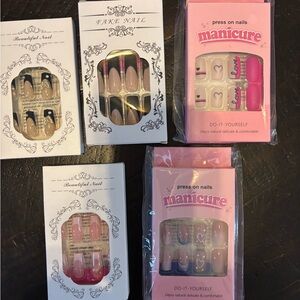 Beautiful Nail
FAKE NAIL
press on nails
manicure
DO-IT-YOURSELF
Beautiful Nail
press on nails
manicure
DO-IT-YOURSELF